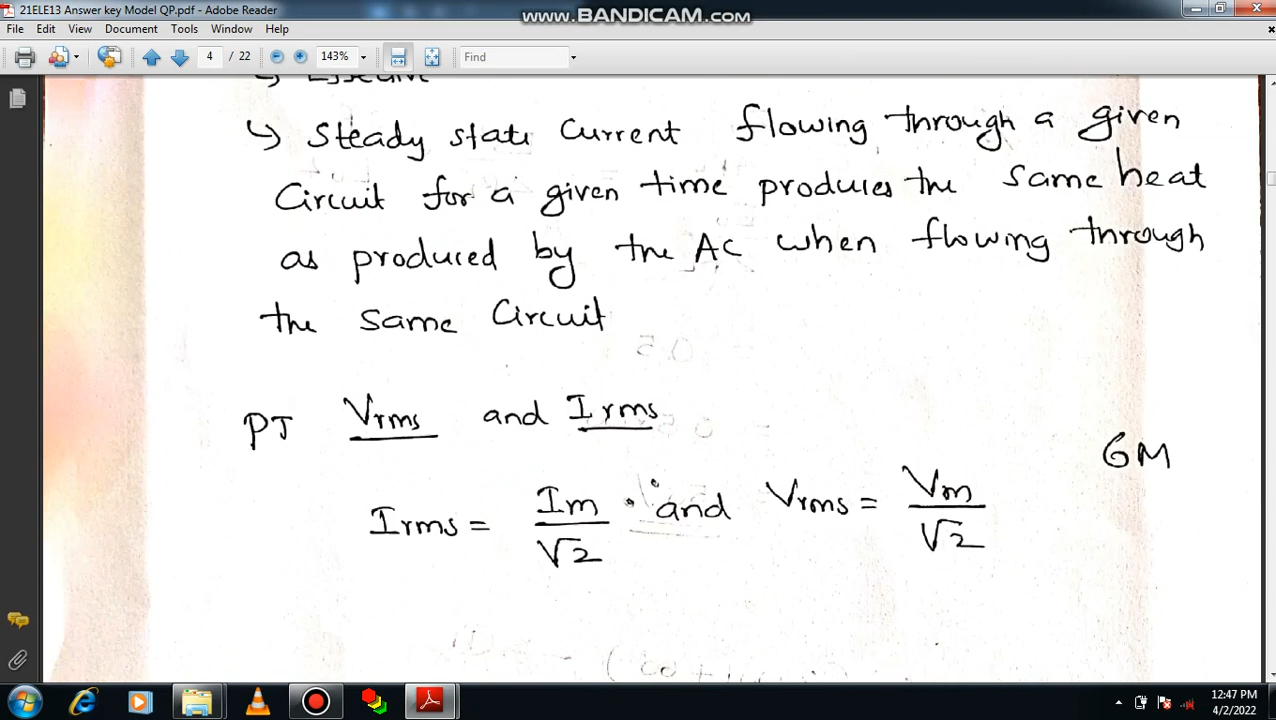 21ELE13 Answer key Model QP.pdf - Adobe Reader
www.BANDICAM.com
File Edit View Document Tools Window Help
4 / 22 143% Find
↳ Steady state Current flowing through a given
Circuit for a given time produces the same heat
as produced by the AC when flowing through
the same Circuit
PT Vrms and Irms
6M
Irms = Im/√2 . and Vrms = Vm/√2
12:47 PM
4/2/2022